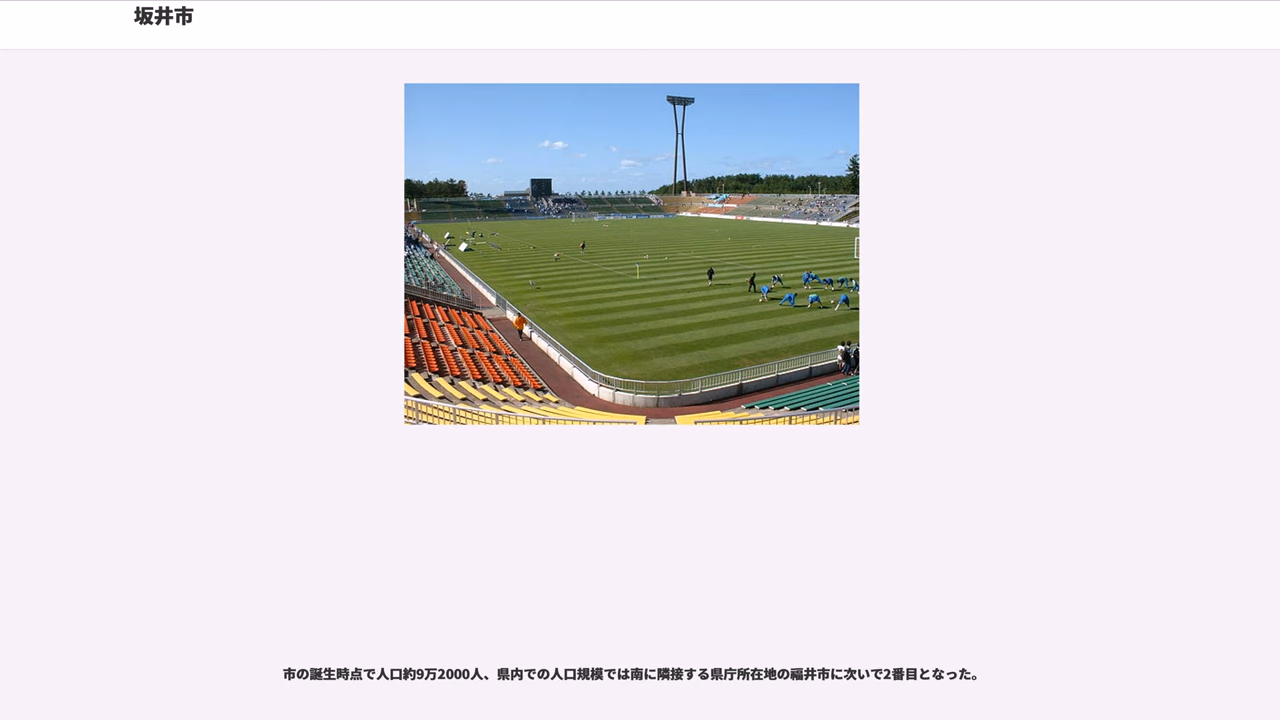 坂井市
市の誕生時点で人口約9万2000人、県内での人口規模では南に隣接する県庁所在地の福井市に次いで2番目となった。